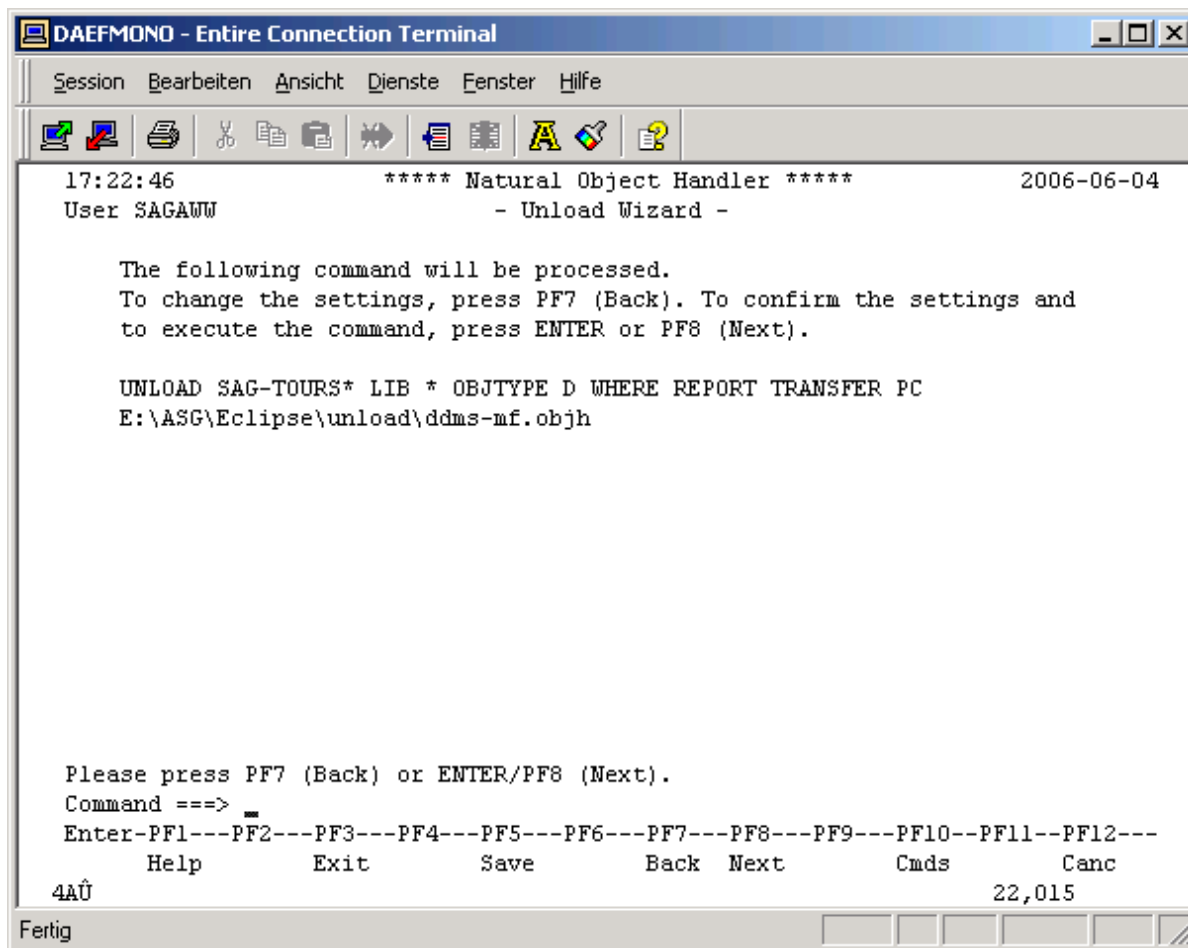 DAEFMONO - Entire Connection Terminal
Session Bearbeiten Ansicht Dienste Fenster Hilfe
17:22:46 ***** Natural Object Handler ***** 2006-06-04
User SAGAWW - Unload Wizard -
The following command will be processed.
To change the settings, press PF7 (Back). To confirm the settings and
to execute the command, press ENTER or PF8 (Next).
UNLOAD SAG-TOURS* LIB * OBJTYPE D WHERE REPORT TRANSFER PC
E:\ASG\Eclipse\unload\ddms-mf.objh
Please press PF7 (Back) or ENTER/PF8 (Next).
Command ===> _
Enter-PF1---PF2---PF3---PF4---PF5---PF6---PF7---PF8---PF9---PF10--PF11--PF12---
Help Exit Save Back Next Cmds Canc
4AÛ 22,015
Fertig